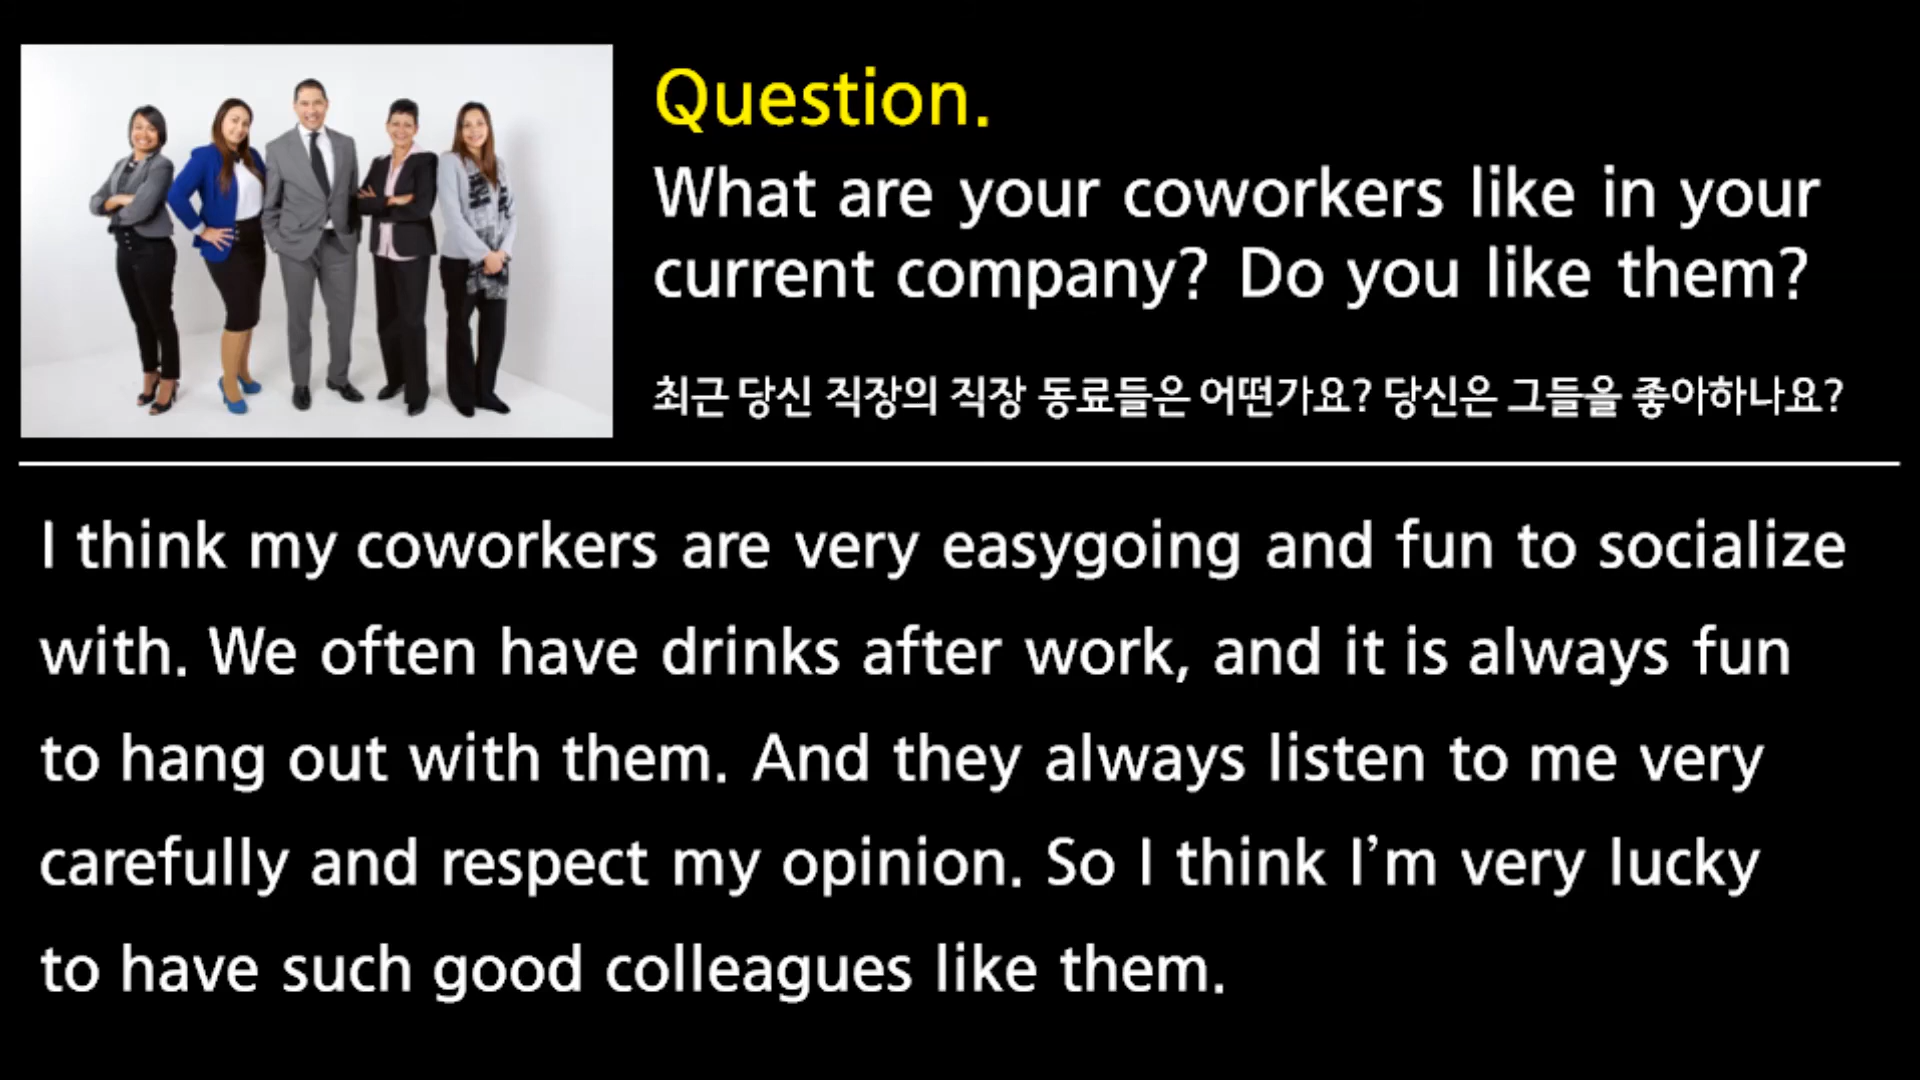 Question.
What are your coworkers like in your
current company? Do you like them?
최근 당신 직장의 직장 동료들은 어떤가요? 당신은 그들을 좋아하나요?
I think my coworkers are very easygoing and fun to socialize
with. We often have drinks after work, and it is always fun
to hang out with them. And they always listen to me very
carefully and respect my opinion. So I think I’m very lucky
to have such good colleagues like them.